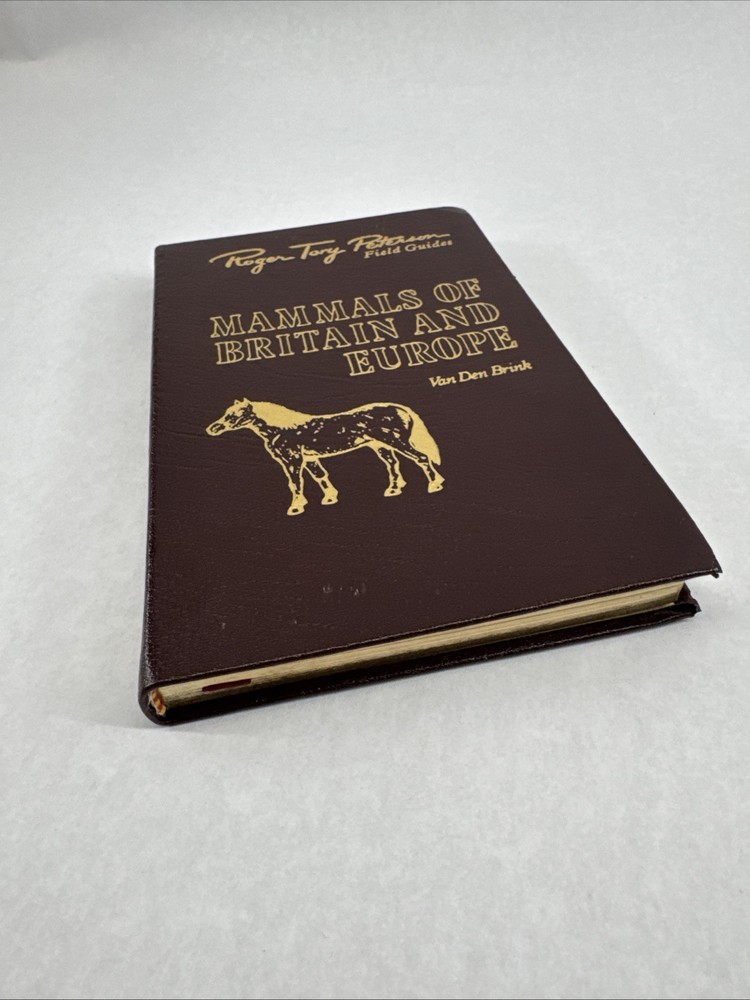 Roger Tory Peterson
Field Guides
MAMMALS OF
BRITAIN AND
EUROPE
Van Den Brink